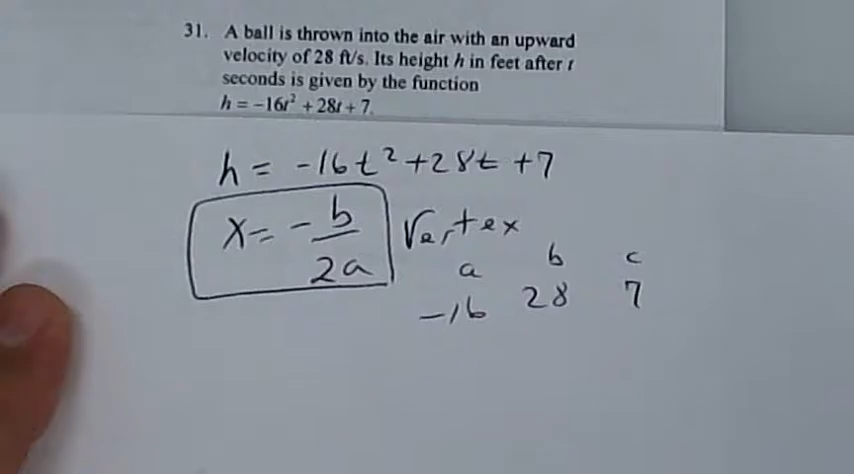 31. A ball is thrown into the air with an upward
velocity of 28 ft/s. Its height h in feet after t
seconds is given by the function
h = −16t² + 28t + 7.
h = -16t² + 28t + 7
x = - b/2a Vertex
a b c
-16 28 7